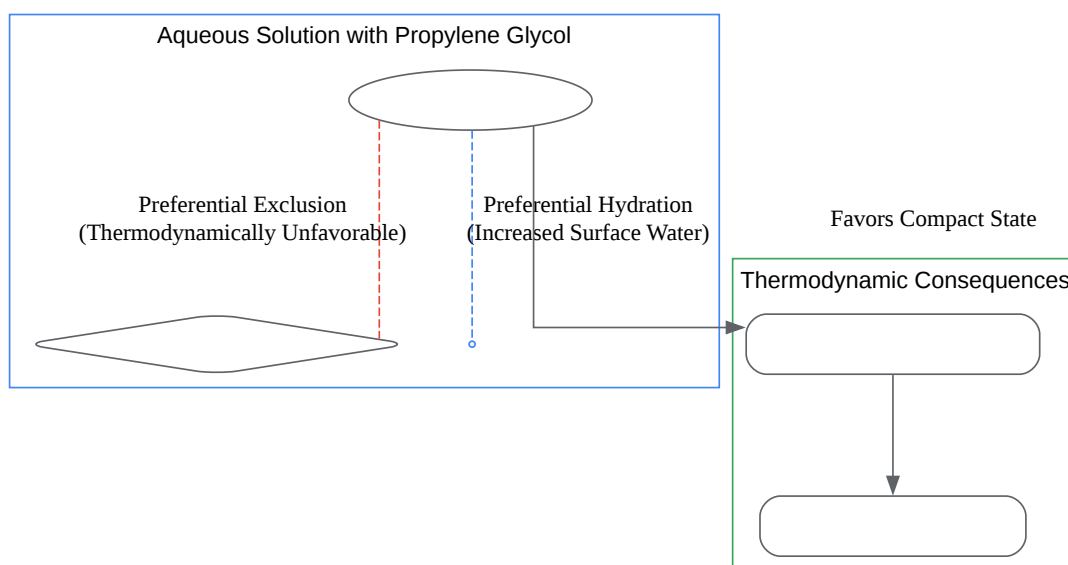 Aqueous Solution with Propylene Glycol
Preferential Exclusion
(Thermodynamically Unfavorable)
Preferential Hydration
(Increased Surface Water)
Favors Compact State
Thermodynamic Consequences